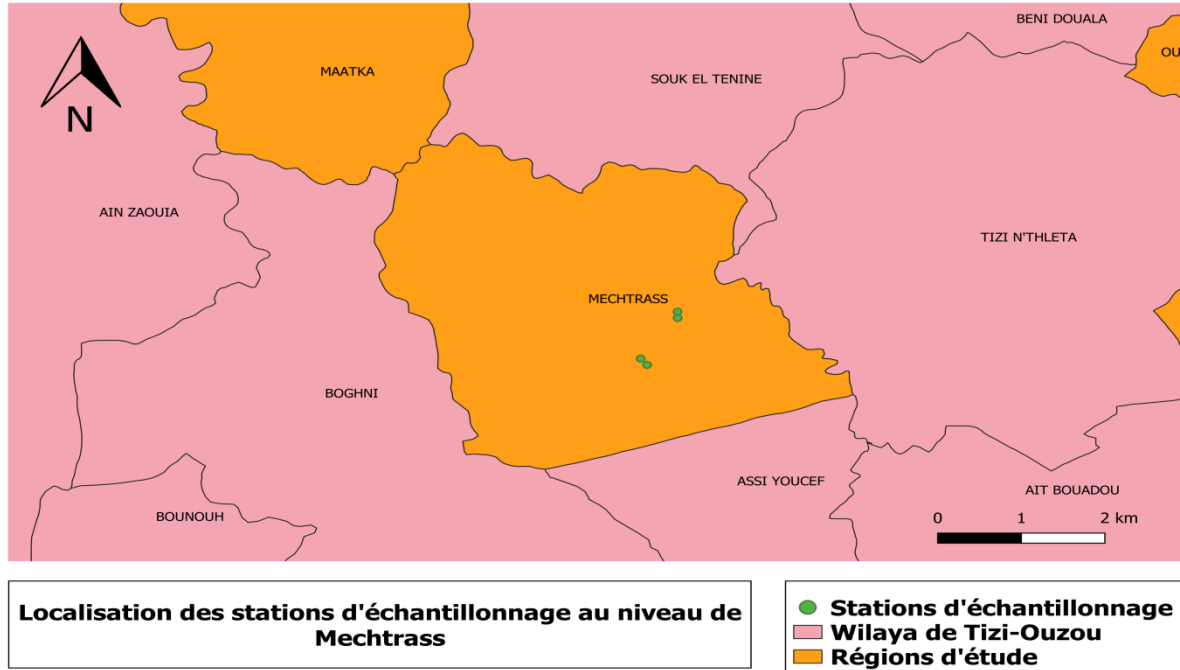 BENI DOUALA
OU
MAATKA
SOUK EL TENINE
N
AIN ZAOUIA
TIZI N'THLETA
MECHTRASS
BOGHNI
ASSI YOUCEF
AIT BOUADOU
BOUNOUH
0 1 2 km
Localisation des stations d'échantillonnage au niveau de
Mechtrass
Stations d'échantillonnage
Wilaya de Tizi-Ouzou
Régions d'étude